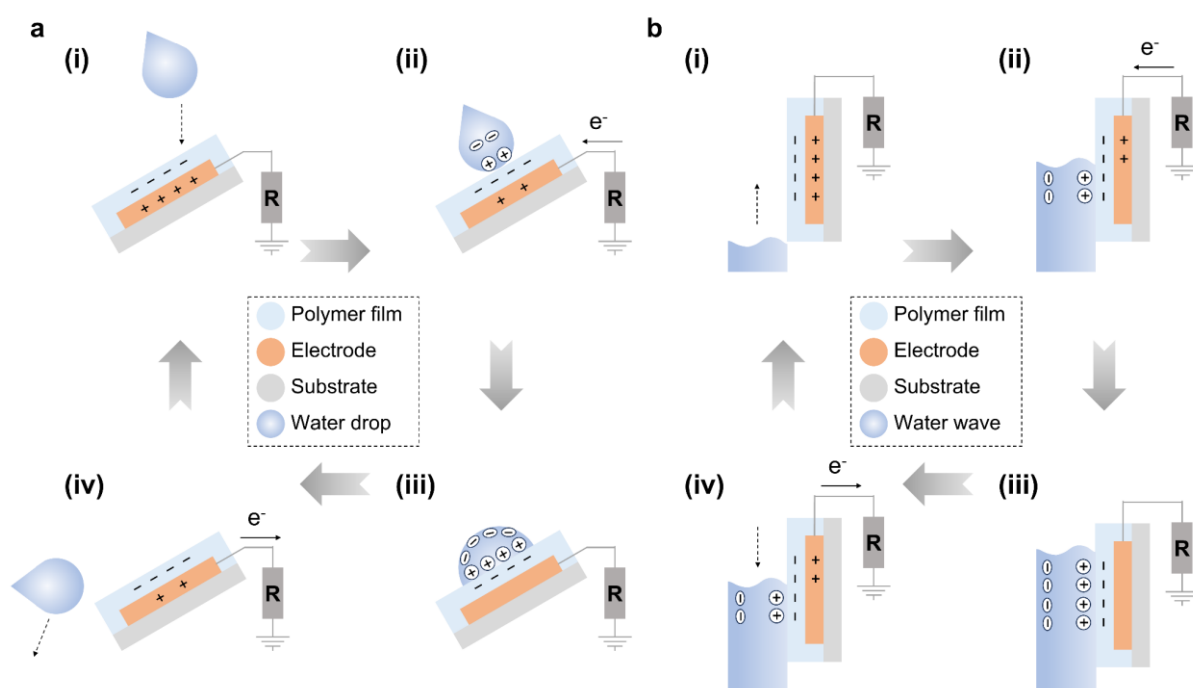 a
b
(i)
(ii)
e-
R
R
(i)
(ii)
e-
R
R
Polymer film
Electrode
Substrate
Water drop
Polymer film
Electrode
Substrate
Water wave
(iv)
(iii)
e-
R
R
(iv)
(iii)
e-
R
R